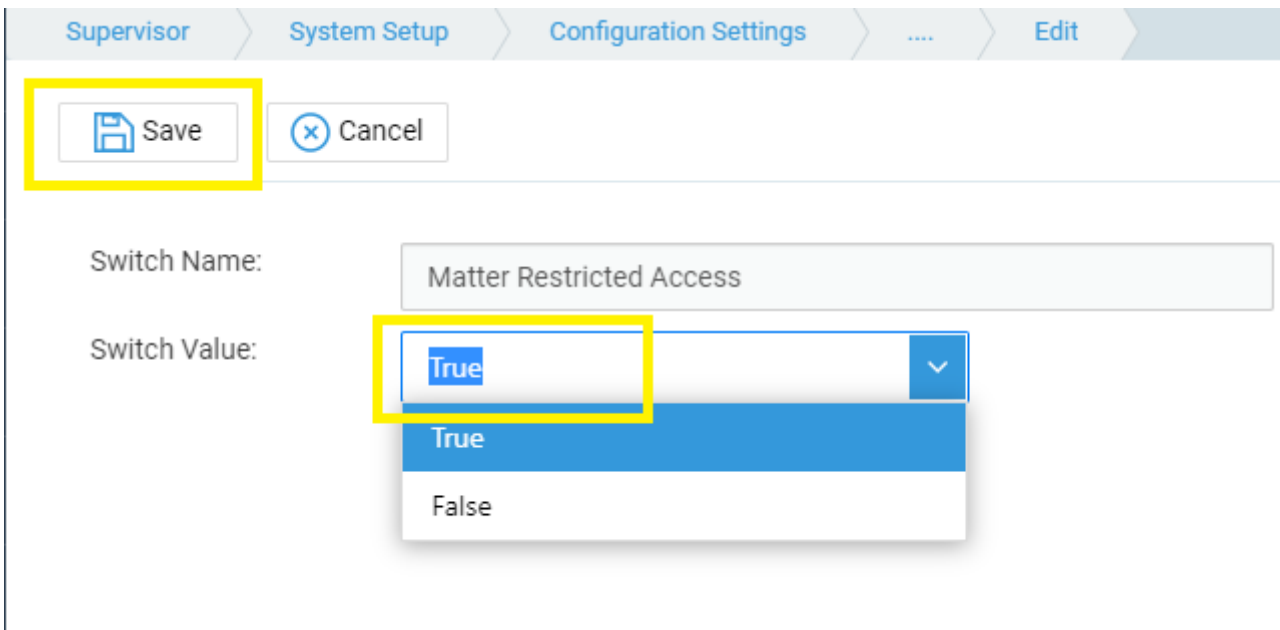 Supervisor System Setup Configuration Settings .... Edit
Save Cancel
Switch Name: Matter Restricted Access
Switch Value: True
True
False